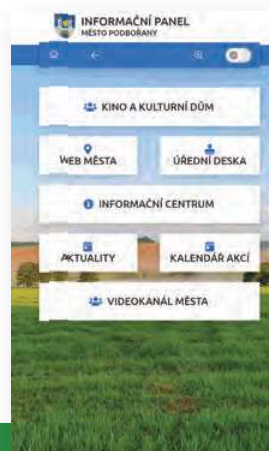 INFORMAČNÍ PANEL
MĚSTO PODBOŘANY
KINO A KULTURNÍ DŮM
WEB MĚSTA
ÚŘEDNÍ DESKA
INFORMAČNÍ CENTRUM
AKTUALITY
KALENDÁŘ AKCÍ
VIDEOKANÁL MĚSTA